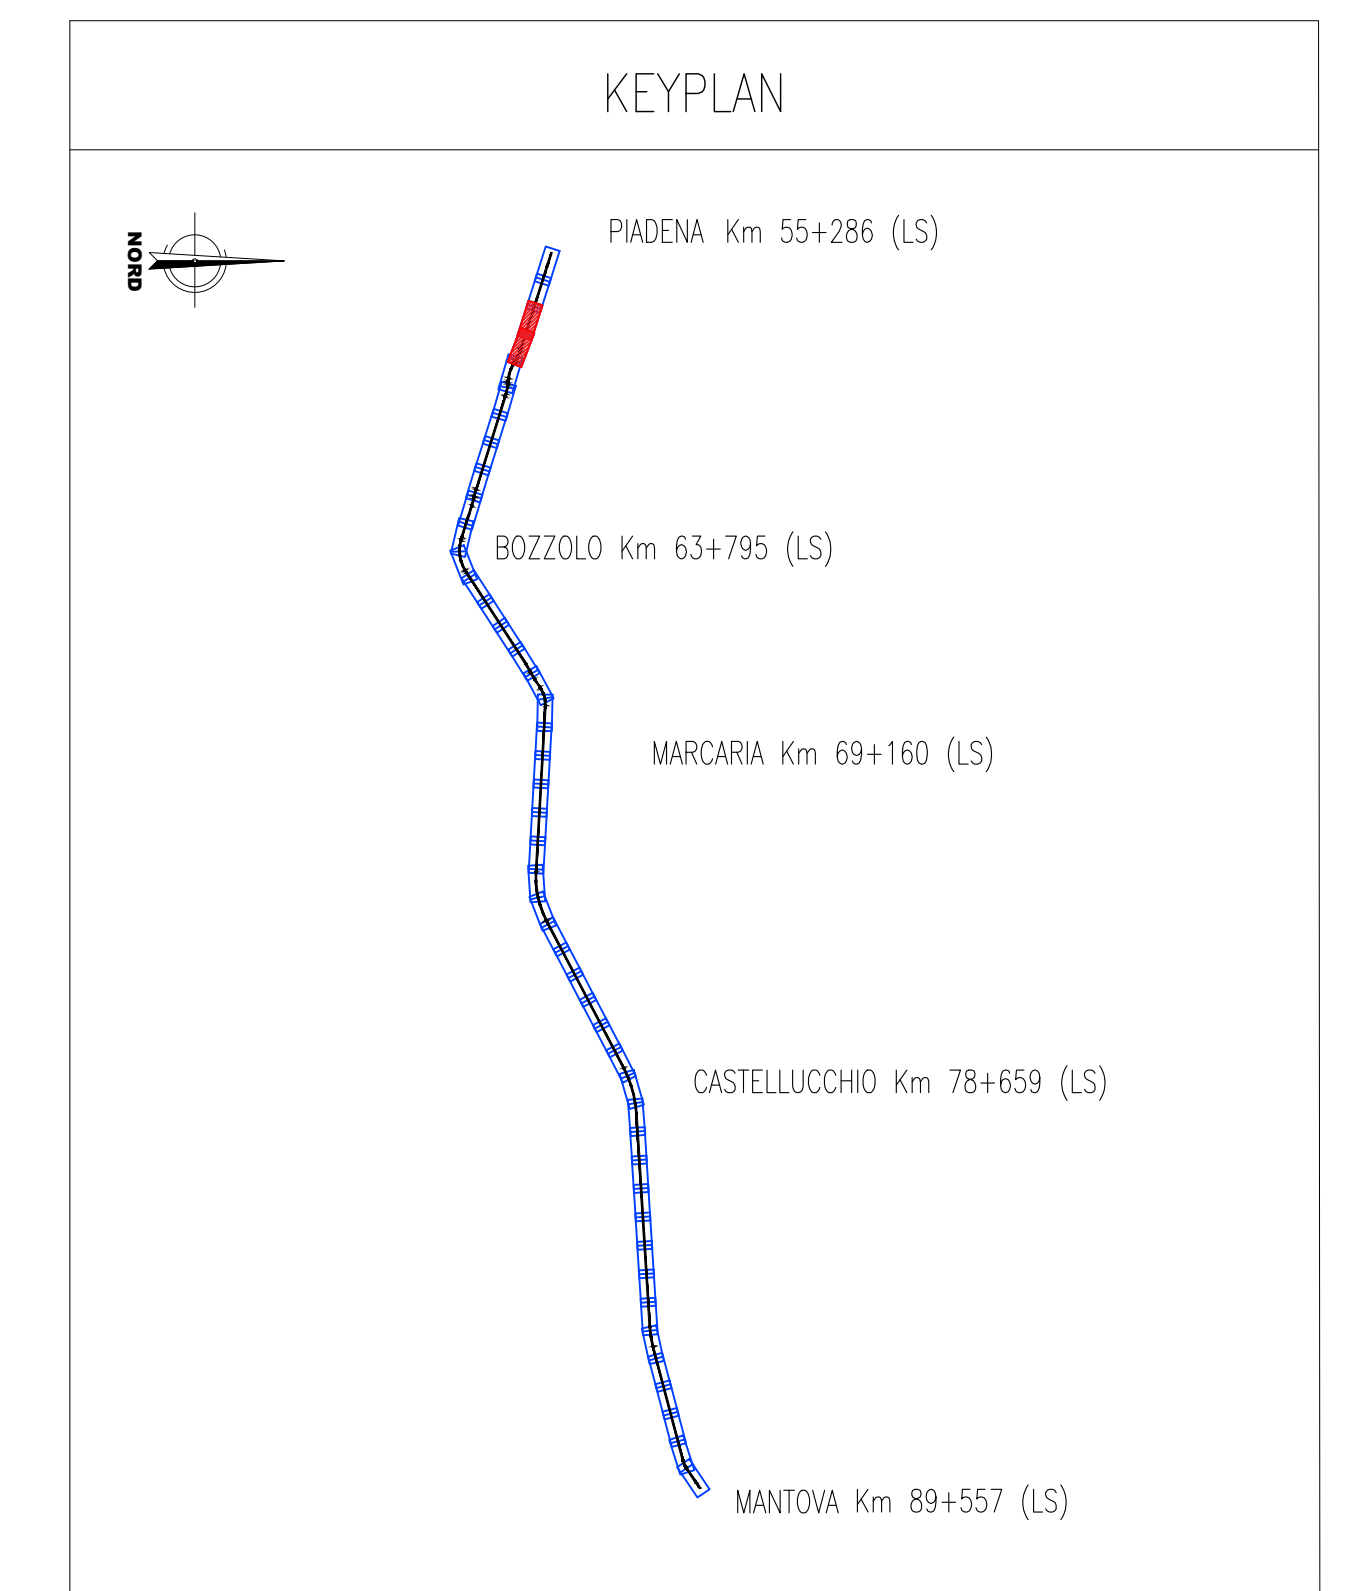 KEYPLAN
NORD
PIADENA Km 55+286 (LS)
BOZZOLO Km 63+795 (LS)
MARCARIA Km 69+160 (LS)
CASTELLUCCHIO Km 78+659 (LS)
MANTOVA Km 89+557 (LS)